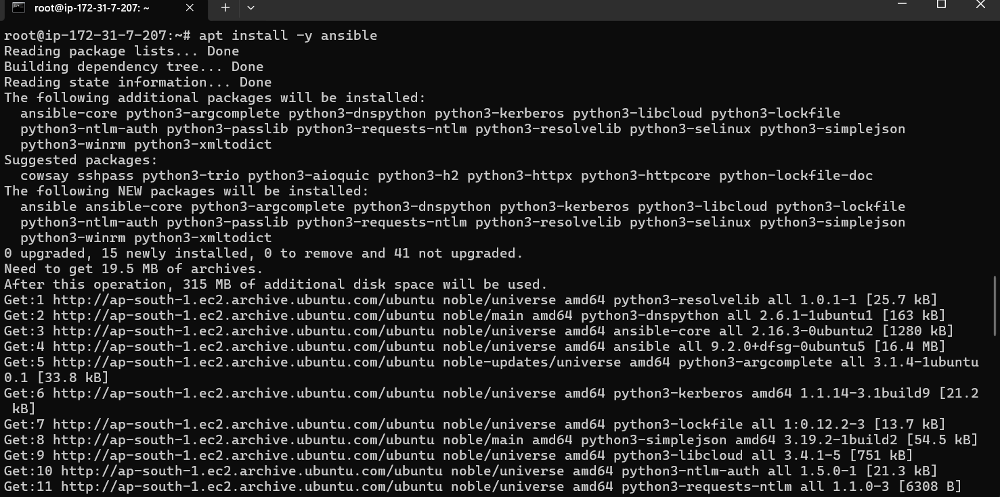 root@ip-172-31-7-207: ~
root@ip-172-31-7-207:~# apt install -y ansible
Reading package lists... Done
Building dependency tree... Done
Reading state information... Done
The following additional packages will be installed:
  ansible-core python3-argcomplete python3-dnspython python3-kerberos python3-libcloud python3-lockfile
  python3-ntlm-auth python3-passlib python3-requests-ntlm python3-resolvelib python3-selinux python3-simplejson
  python3-winrm python3-xmltodict
Suggested packages:
  cowsay sshpass python3-trio python3-aioquic python3-h2 python3-httpx python3-httpcore python-lockfile-doc
The following NEW packages will be installed:
  ansible ansible-core python3-argcomplete python3-dnspython python3-kerberos python3-libcloud python3-lockfile
  python3-ntlm-auth python3-passlib python3-requests-ntlm python3-resolvelib python3-selinux python3-simplejson
  python3-winrm python3-xmltodict
0 upgraded, 15 newly installed, 0 to remove and 41 not upgraded.
Need to get 19.5 MB of archives.
After this operation, 315 MB of additional disk space will be used.
Get:1 http://ap-south-1.ec2.archive.ubuntu.com/ubuntu noble/universe amd64 python3-resolvelib all 1.0.1-1 [25.7 kB]
Get:2 http://ap-south-1.ec2.archive.ubuntu.com/ubuntu noble/main amd64 python3-dnspython all 2.6.1-1ubuntu1 [163 kB]
Get:3 http://ap-south-1.ec2.archive.ubuntu.com/ubuntu noble/universe amd64 ansible-core all 2.16.3-0ubuntu2 [1280 kB]
Get:4 http://ap-south-1.ec2.archive.ubuntu.com/ubuntu noble/universe amd64 ansible all 9.2.0+dfsg-0ubuntu5 [16.4 MB]
Get:5 http://ap-south-1.ec2.archive.ubuntu.com/ubuntu noble-updates/universe amd64 python3-argcomplete all 3.1.4-1ubuntu
0.1 [33.8 kB]
Get:6 http://ap-south-1.ec2.archive.ubuntu.com/ubuntu noble/universe amd64 python3-kerberos amd64 1.1.14-3.1build9 [21.2
 kB]
Get:7 http://ap-south-1.ec2.archive.ubuntu.com/ubuntu noble/universe amd64 python3-lockfile all 1:0.12.2-3 [13.7 kB]
Get:8 http://ap-south-1.ec2.archive.ubuntu.com/ubuntu noble/main amd64 python3-simplejson amd64 3.19.2-1build2 [54.5 kB]
Get:9 http://ap-south-1.ec2.archive.ubuntu.com/ubuntu noble/universe amd64 python3-libcloud all 3.4.1-5 [751 kB]
Get:10 http://ap-south-1.ec2.archive.ubuntu.com/ubuntu noble/universe amd64 python3-ntlm-auth all 1.5.0-1 [21.3 kB]
Get:11 http://ap-south-1.ec2.archive.ubuntu.com/ubuntu noble/universe amd64 python3-requests-ntlm all 1.1.0-3 [6308 B]